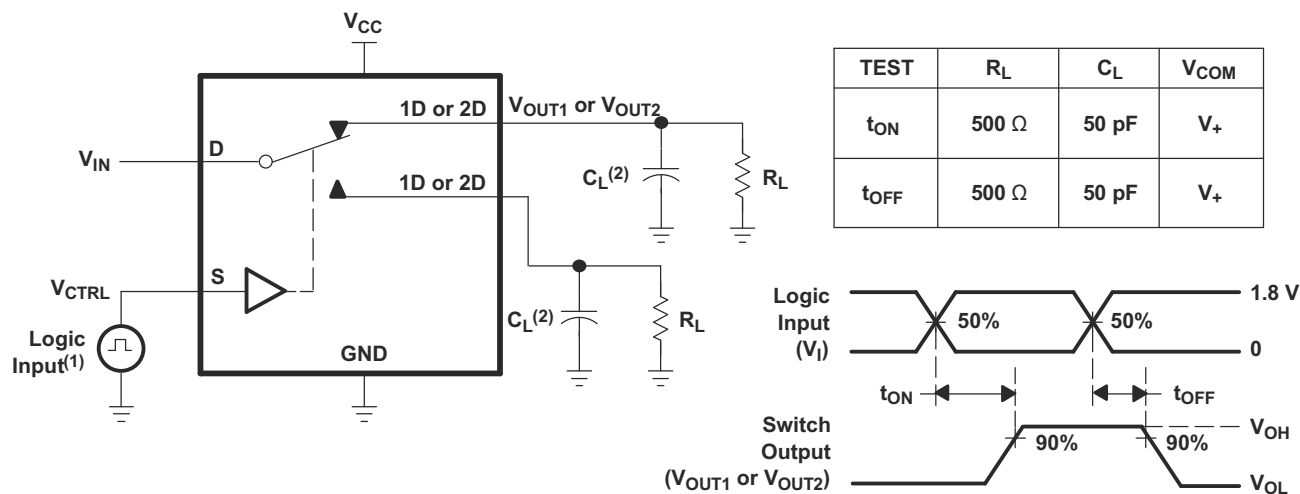 VCC
1D or 2D
VOUT1 or VOUT2
VIN
D
CL(2)
RL
1D or 2D
S
VCTRL
CL(2)
RL
Logic
Input(1)
GND
TEST RL CL VCOM
tON 500 Ω 50 pF V+
tOFF 500 Ω 50 pF V+
Logic
Input
(VI)
1.8 V
50%
50%
0
tON
tOFF
Switch
Output
(VOUT1 or VOUT2)
VOH
90%
90%
VOL